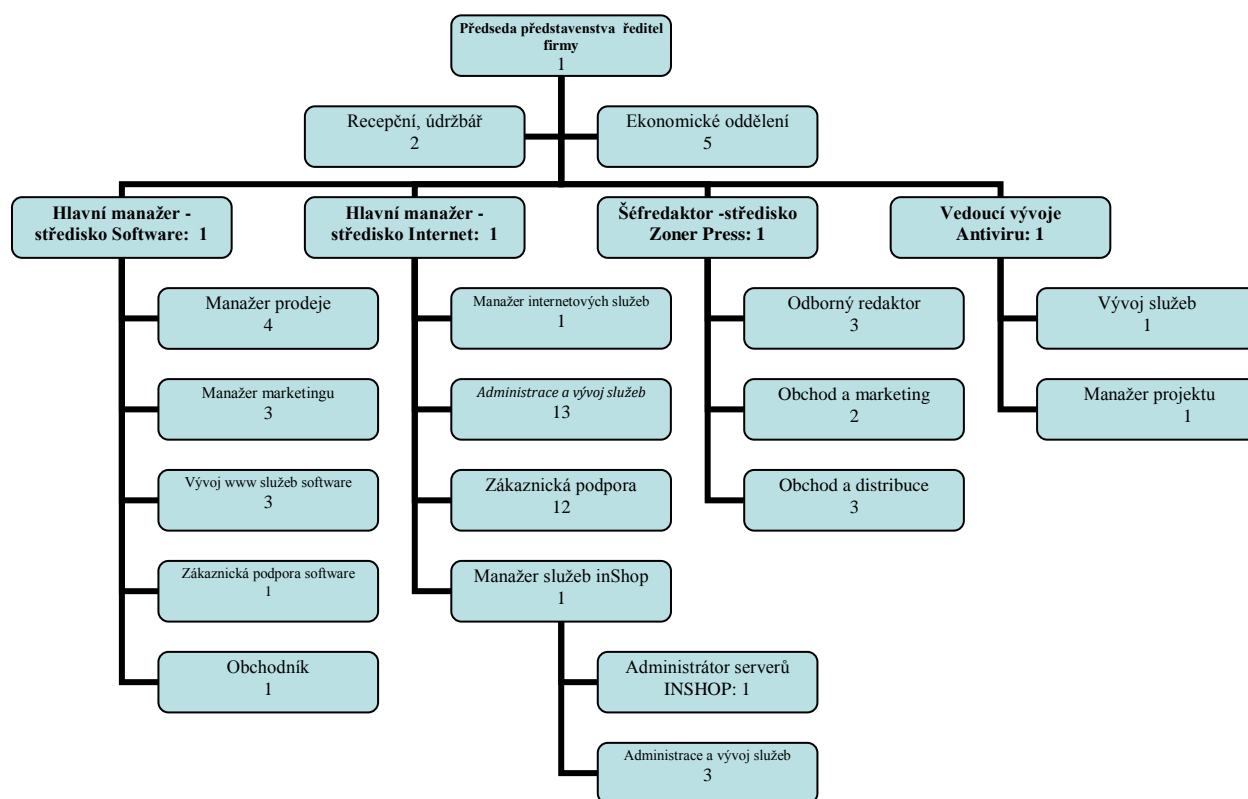 Předseda představenstva ředitel
firmy
1
Recepční, údržbář
2
Ekonomické oddělení
5
Hlavní manažer -
středisko Software: 1
Hlavní manažer -
středisko Internet: 1
Šéfredaktor -středisko
Zoner Press: 1
Vedoucí vývoje
Antiviru: 1
Manažer prodeje
4
Manažer internetových služeb
1
Odborný redaktor
3
Vývoj služeb
1
Manažer marketingu
3
Administrace a vývoj služeb
13
Obchod a marketing
2
Manažer projektu
1
Vývoj www služeb software
3
Zákaznická podpora
12
Obchod a distribuce
3
Zákaznická podpora software
1
Manažer služeb inShop
1
Obchodník
1
Administrátor serverů
INSHOP: 1
Administrace a vývoj služeb
3